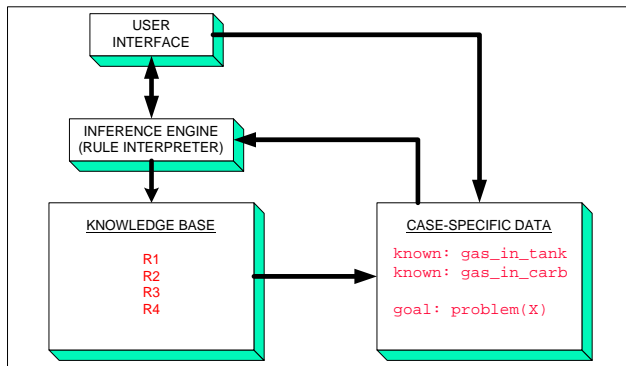 USER
INTERFACE
INFERENCE ENGINE
(RULE INTERPRETER)
KNOWLEDGE BASE
R1
R2
R3
R4
CASE-SPECIFIC DATA
known: gas_in_tank
known: gas_in_carb
goal: problem(X)